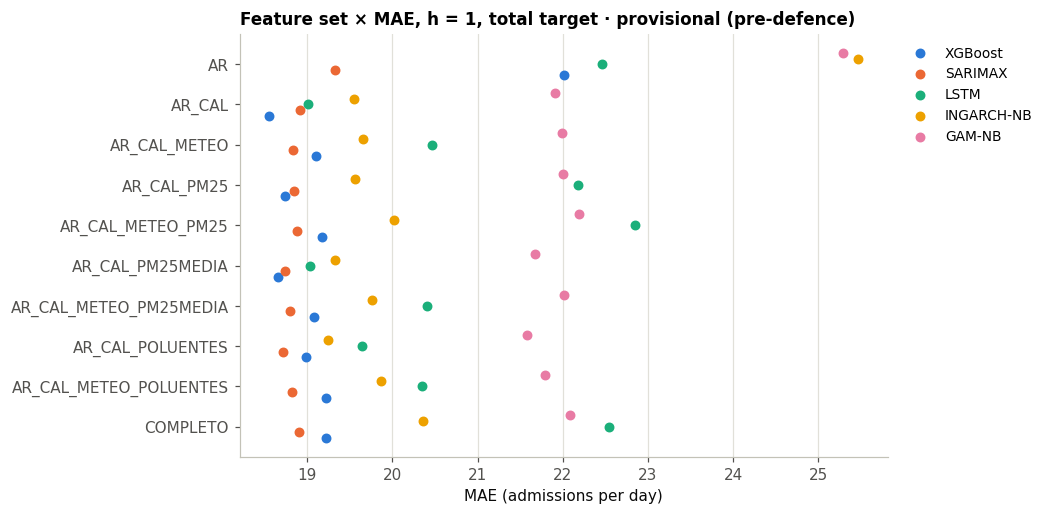 Feature set × MAE, h = 1, total target · provisional (pre-defence)
AR
AR_CAL
AR_CAL_METEO
AR_CAL_PM25
AR_CAL_METEO_PM25
AR_CAL_PM25MEDIA
AR_CAL_METEO_PM25MEDIA
AR_CAL_POLUENTES
AR_CAL_METEO_POLUENTES
COMPLETO
19 20 21 22 23 24 25
MAE (admissions per day)
XGBoost
SARIMAX
LSTM
INGARCH-NB
GAM-NB